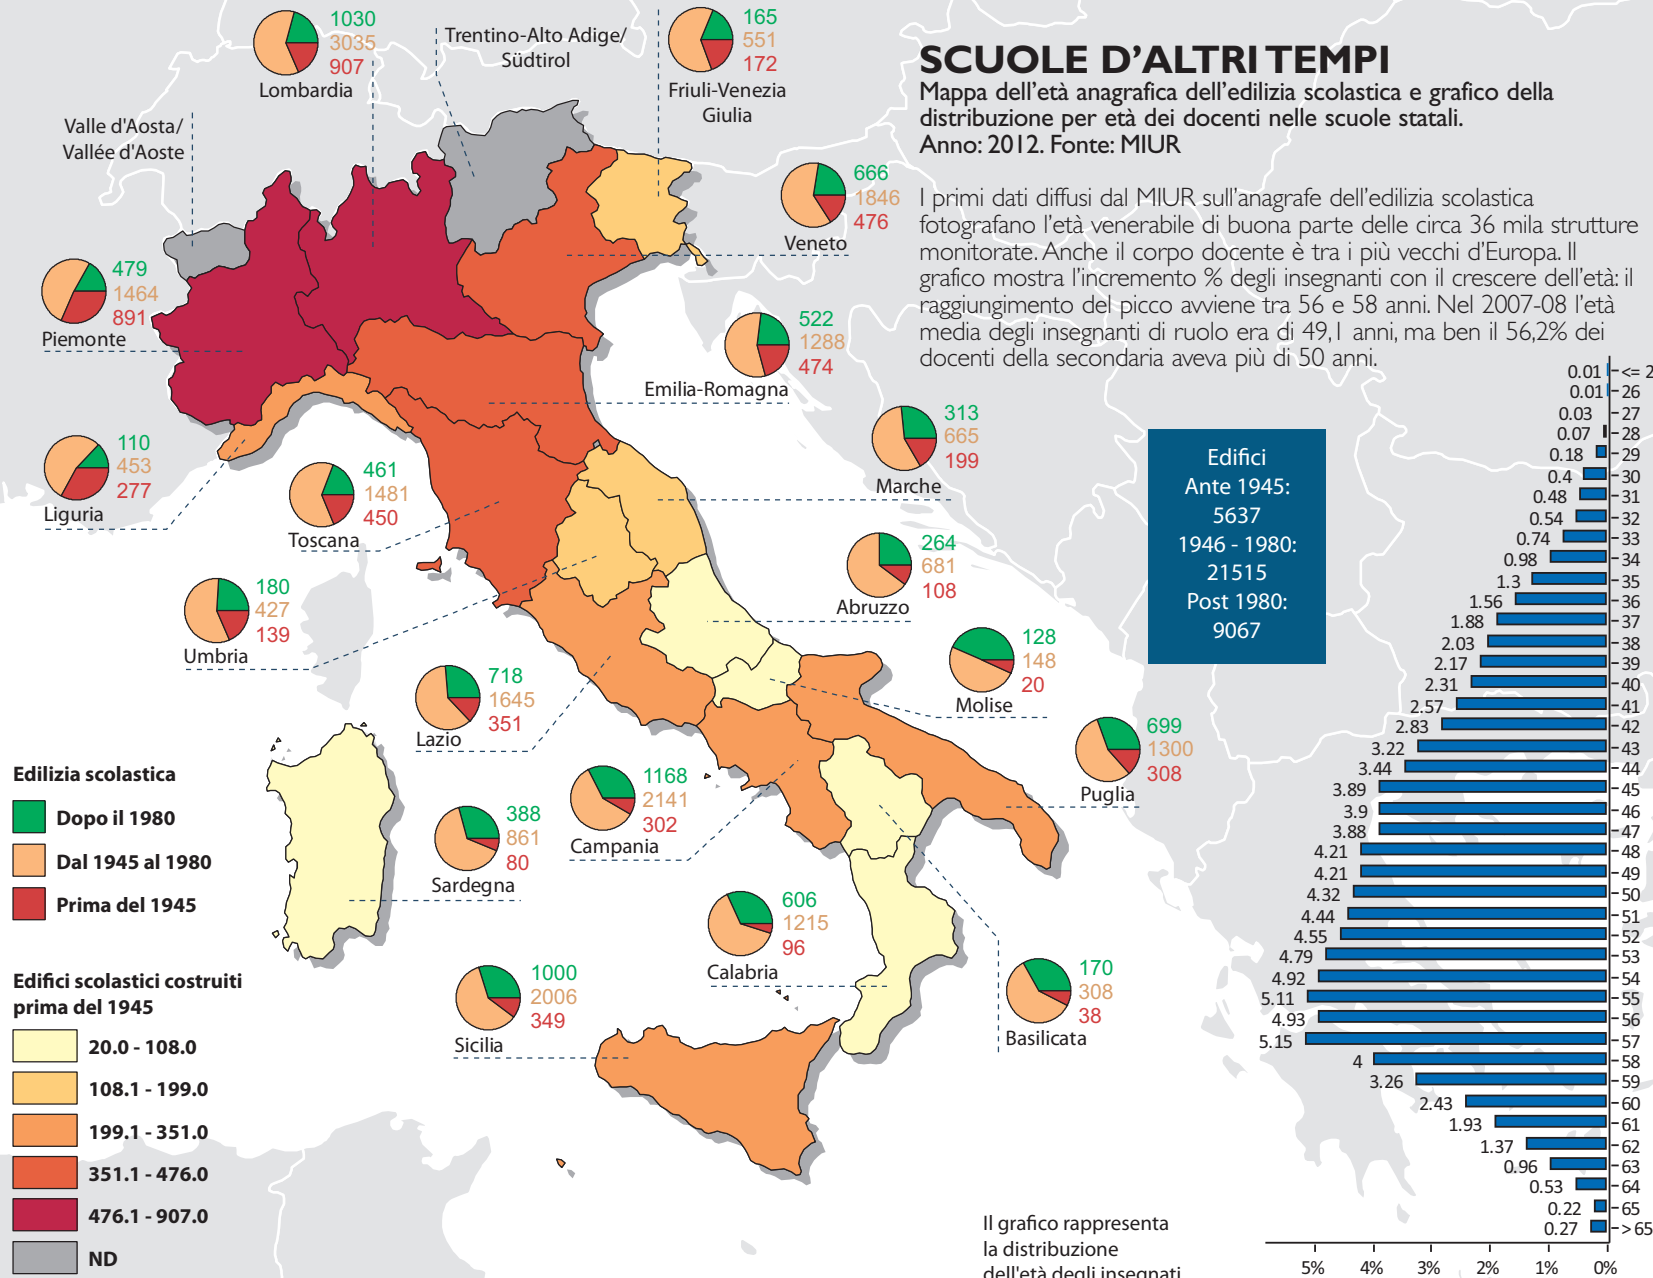 SCUOLE D'ALTRI TEMPI
Mappa dell'età anagrafica dell'edilizia scolastica e grafico della
distribuzione per età dei docenti nelle scuole statali.
Anno: 2012. Fonte: MIUR
I primi dati diffusi dal MIUR sull'anagrafe dell'edilizia scolastica
fotografano l'età venerabile di buona parte delle circa 36 mila strutture
monitorate. Anche il corpo docente è tra i più vecchi d'Europa. Il
grafico mostra l'incremento % degli insegnanti con il crescere dell'età: il
raggiungimento del picco avviene tra 56 e 58 anni. Nel 2007-08 l'età
media degli insegnanti di ruolo era di 49,1 anni, ma ben il 56,2% dei
docenti della secondaria aveva più di 50 anni.
1030
3035
907
Lombardia
Trentino-Alto Adige/
Südtirol
165
551
172
Friuli-Venezia
Giulia
Valle d'Aosta/
Vallée d'Aoste
666
1846
476
Veneto
479
1464
891
Piemonte
522
1288
474
Emilia-Romagna
313
665
199
Marche
110
453
277
Liguria
461
1481
450
Toscana
264
681
108
Abruzzo
180
427
139
Umbria
128
148
20
Molise
718
1645
351
Lazio
699
1300
308
Puglia
1168
2141
302
Campania
388
861
80
Sardegna
606
1215
96
Calabria
170
308
38
Basilicata
1000
2006
349
Sicilia
Edilizia scolastica
Dopo il 1980
Dal 1945 al 1980
Prima del 1945
Edifici scolastici costruiti
prima del 1945
20.0 - 108.0
108.1 - 199.0
199.1 - 351.0
351.1 - 476.0
476.1 - 907.0
ND
Edifici
Ante 1945:
5637
1946 - 1980:
21515
Post 1980:
9067
0.01 <= 2
0.01 26
0.03 27
0.07 28
0.18 29
0.4 30
0.48 31
0.54 32
0.74 33
0.98 34
1.3 35
1.56 36
1.88 37
2.03 38
2.17 39
2.31 40
2.57 41
2.83 42
3.22 43
3.44 44
3.89 45
3.9 46
3.88 47
4.21 48
4.21 49
4.32 50
4.44 51
4.55 52
4.79 53
4.92 54
5.11 55
4.93 56
5.15 57
4 58
3.26 59
2.43 60
1.93 61
1.37 62
0.96 63
0.53 64
0.22 65
0.27 > 65
5% 4% 3% 2% 1% 0%
Il grafico rappresenta
la distribuzione
dell'età degli insegnati